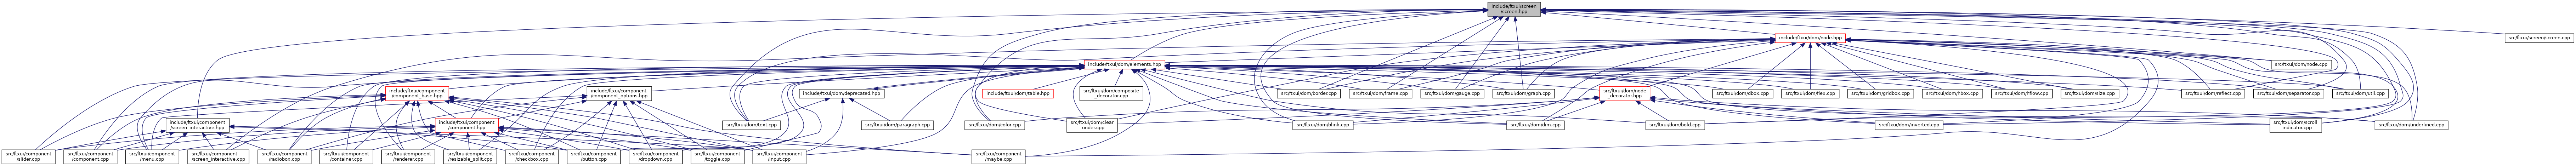 include/ftxui/screen
/screen.hpp
include/ftxui/dom/node.hpp
src/ftxui/screen/screen.cpp
include/ftxui/dom/elements.hpp
src/ftxui/dom/node.cpp
include/ftxui/component
/component_base.hpp
include/ftxui/component
/component_options.hpp
include/ftxui/dom/deprecated.hpp
include/ftxui/dom/table.hpp
src/ftxui/dom/composite
_decorator.cpp
src/ftxui/dom/border.cpp
src/ftxui/dom/frame.cpp
src/ftxui/dom/gauge.cpp
src/ftxui/dom/graph.cpp
include/ftxui/dom/node
_decorator.hpp
src/ftxui/dom/dbox.cpp
src/ftxui/dom/flex.cpp
src/ftxui/dom/gridbox.cpp
src/ftxui/dom/hbox.cpp
src/ftxui/dom/hflow.cpp
src/ftxui/dom/size.cpp
src/ftxui/dom/reflect.cpp
src/ftxui/dom/separator.cpp
src/ftxui/dom/util.cpp
include/ftxui/component
/screen_interactive.hpp
include/ftxui/component
/component.hpp
src/ftxui/dom/text.cpp
src/ftxui/dom/paragraph.cpp
src/ftxui/dom/color.cpp
src/ftxui/dom/clear
_under.cpp
src/ftxui/dom/blink.cpp
src/ftxui/dom/dim.cpp
src/ftxui/dom/bold.cpp
src/ftxui/dom/inverted.cpp
src/ftxui/dom/scroll
_indicator.cpp
src/ftxui/dom/underlined.cpp
src/ftxui/component
/slider.cpp
src/ftxui/component
/component.cpp
src/ftxui/component
/menu.cpp
src/ftxui/component
/screen_interactive.cpp
src/ftxui/component
/radiobox.cpp
src/ftxui/component
/container.cpp
src/ftxui/component
/renderer.cpp
src/ftxui/component
/resizable_split.cpp
src/ftxui/component
/checkbox.cpp
src/ftxui/component
/button.cpp
src/ftxui/component
/dropdown.cpp
src/ftxui/component
/toggle.cpp
src/ftxui/component
/input.cpp
src/ftxui/component
/maybe.cpp